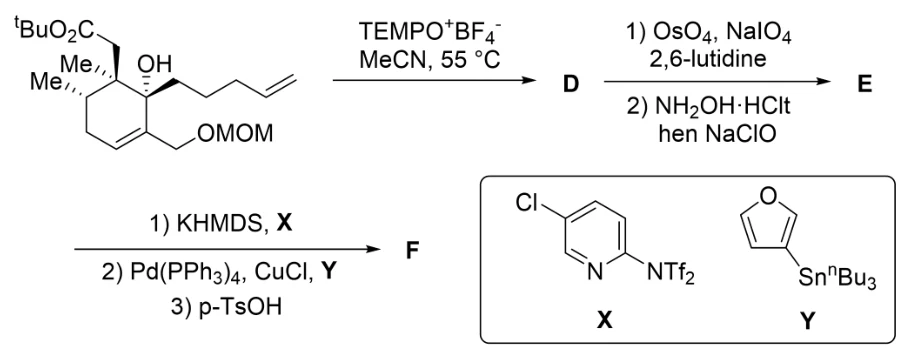 ᵗBuO₂C
Me
OH
Me
OMOM
TEMPO⁺BF₄⁻
MeCN, 55 °C
D
1) OsO₄, NaIO₄
2,6-lutidine
2) NH₂OH·HClt
hen NaClO
E
1) KHMDS, X
2) Pd(PPh₃)₄, CuCl, Y
3) p-TsOH
F
Cl
N
NTf₂
X
O
SnⁿBu₃
Y